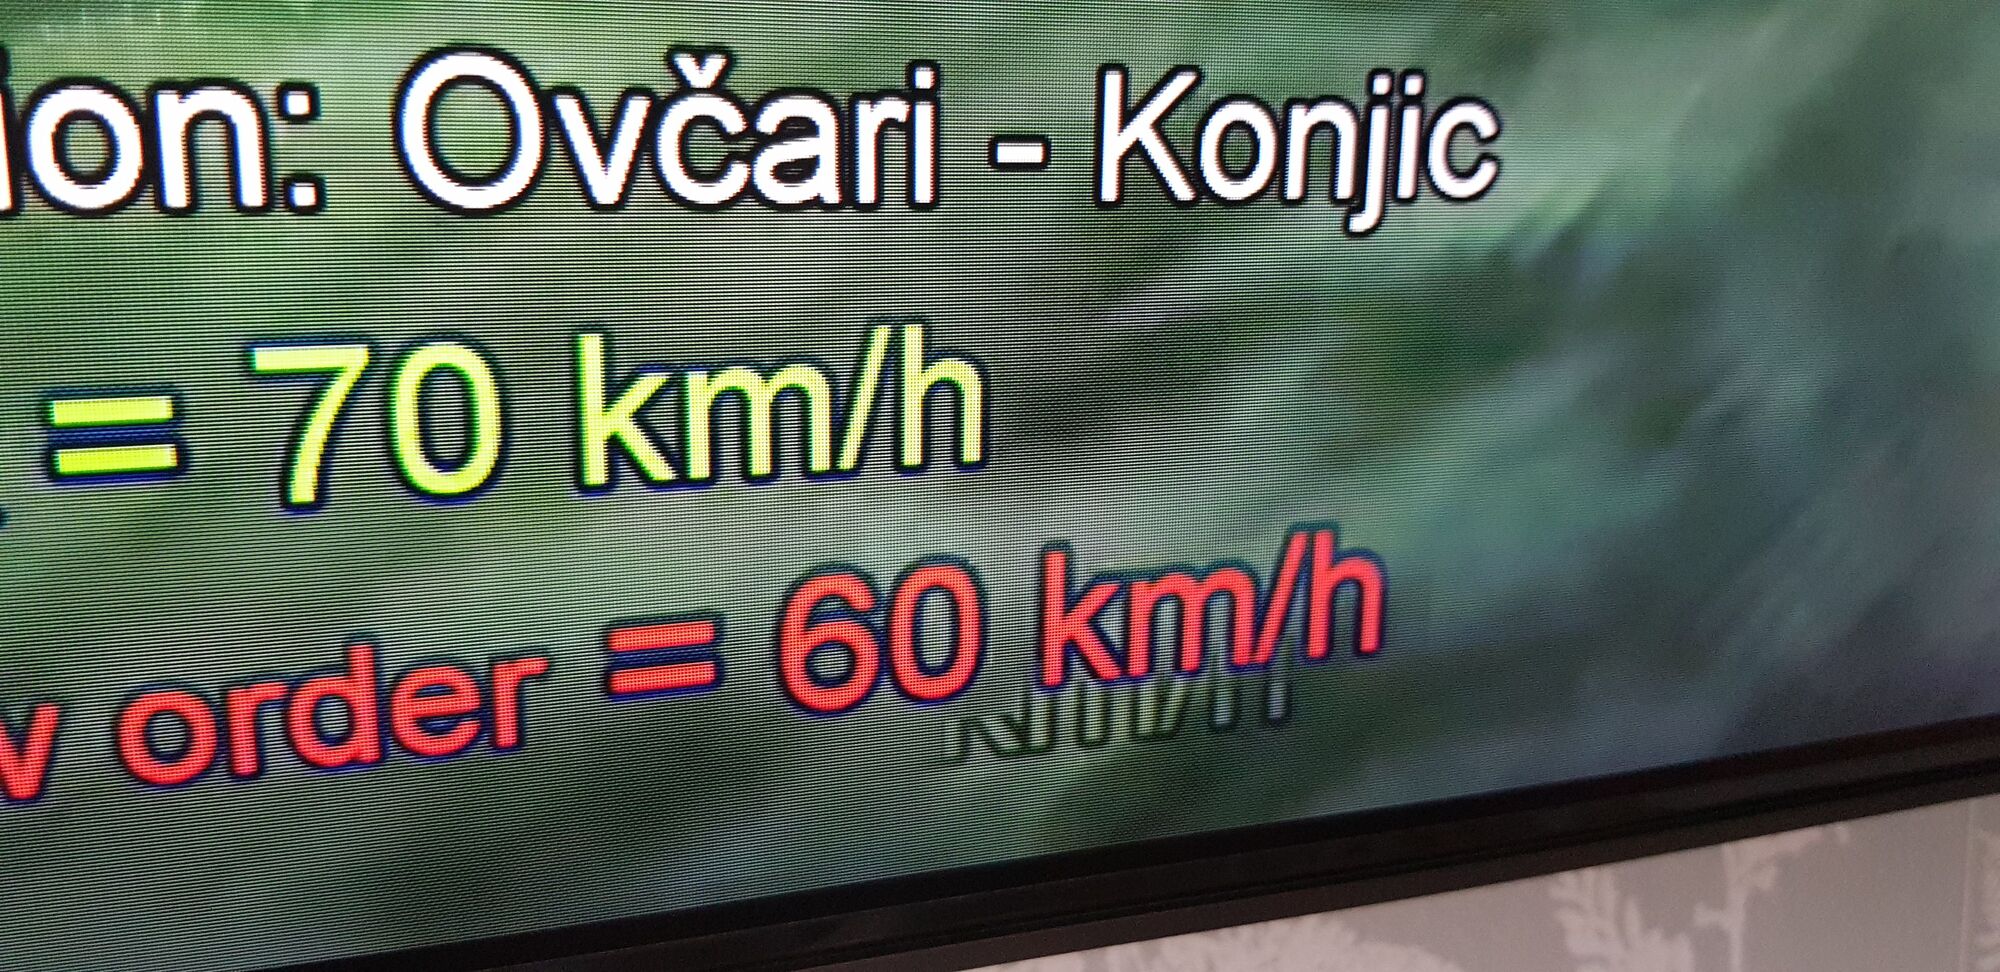 ion: Ovčari - Konjic
= 70 km/h
order = 60 km/h